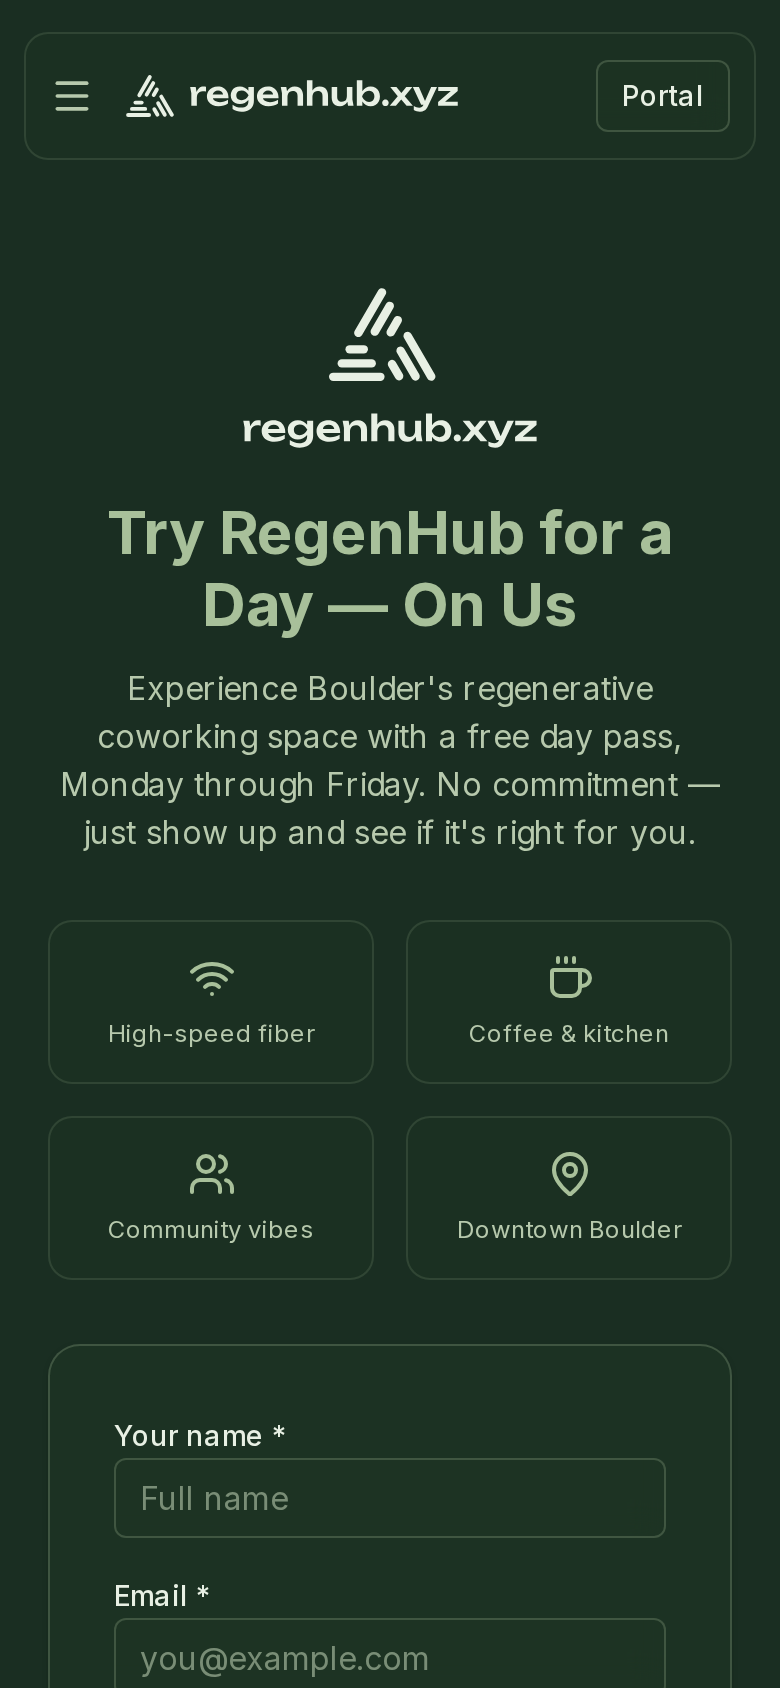 regenhub.xyz
Portal
regenhub.xyz
Try RegenHub for a
Day — On Us
Experience Boulder's regenerative
coworking space with a free day pass,
Monday through Friday. No commitment —
just show up and see if it's right for you.
High-speed fiber
Coffee & kitchen
Community vibes
Downtown Boulder
Your name *
Full name
Email *
you@example.com